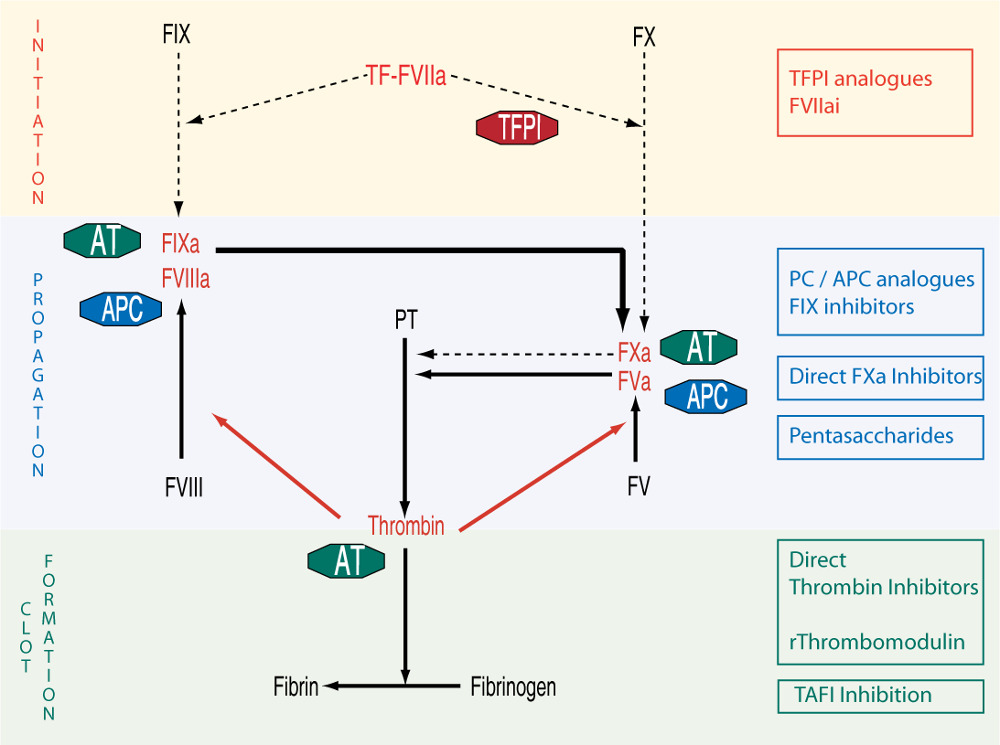 INITIATION
FIX
FX
TF-FVIIa
TFPI
TFPI analogues
FVIIai
PROPAGATION
AT
FIXa
FVIIIa
APC
PT
FXa
AT
FVa
APC
FVIII
FV
Thrombin
PC / APC analogues
FIX inhibitors
Direct FXa Inhibitors
Pentasaccharides
CLOT
FORMATION
AT
Fibrin
Fibrinogen
Direct
Thrombin Inhibitors
rThrombomodulin
TAFI Inhibition